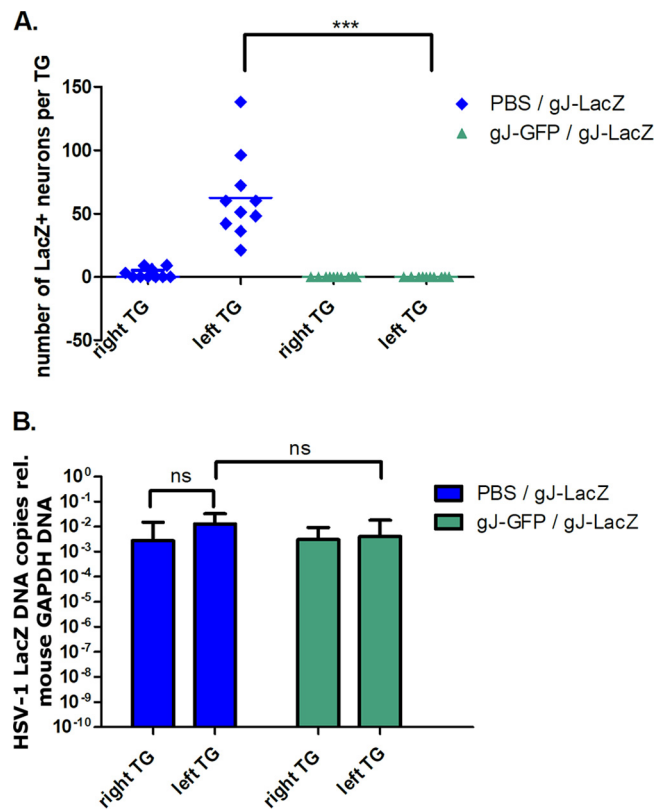 A.
***
number of LacZ+ neurons per TG
150
100
50
0
-50
right TG
left TG
right TG
left TG
PBS / gJ-LacZ
gJ-GFP / gJ-LacZ
B.
ns
ns
HSV-1 LacZ DNA copies rel.
mouse GAPDH DNA
10⁰
10⁻¹
10⁻²
10⁻³
10⁻⁴
10⁻⁵
10⁻⁶
10⁻⁷
10⁻⁸
10⁻⁹
10⁻¹⁰
right TG
left TG
right TG
left TG
PBS / gJ-LacZ
gJ-GFP / gJ-LacZ